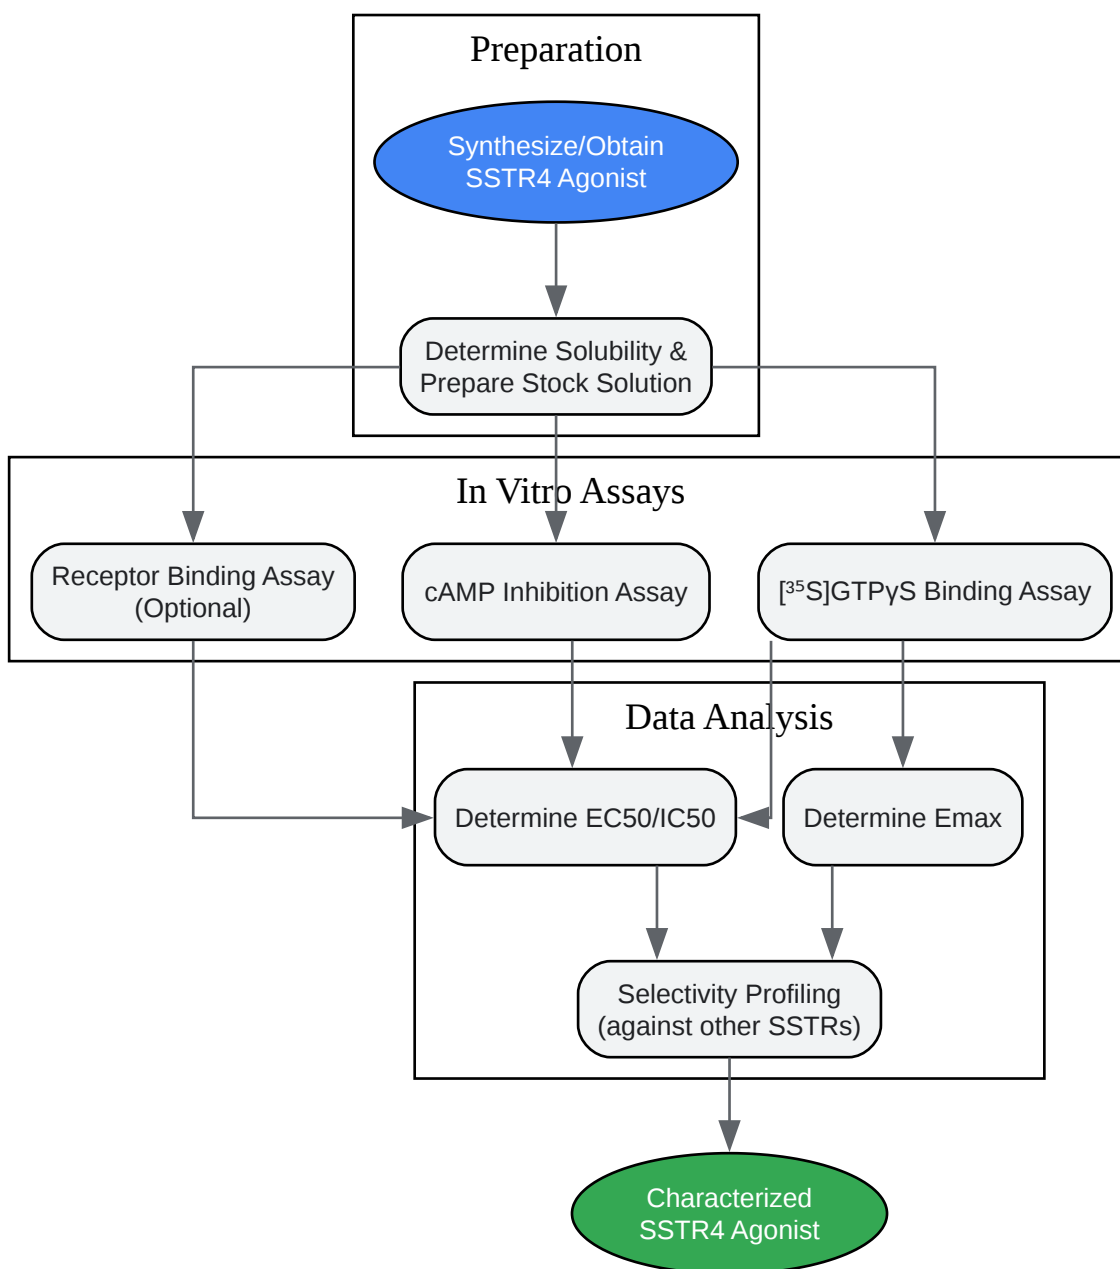 Preparation
Synthesize/Obtain
SSTR4 Agonist
Determine Solubility &
Prepare Stock Solution
In Vitro Assays
Receptor Binding Assay
(Optional)
cAMP Inhibition Assay
[³⁵S]GTPγS Binding Assay
Data Analysis
Determine EC50/IC50
Determine Emax
Selectivity Profiling
(against other SSTRs)
Characterized
SSTR4 Agonist